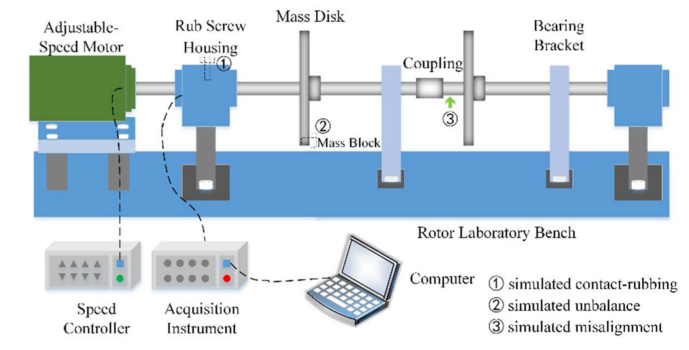 Adjustable-
Speed Motor
Rub Screw
Housing
①
Mass Disk
②
Mass Block
Coupling
③
Bearing
Bracket
Rotor Laboratory Bench
Speed
Controller
Acquisition
Instrument
Computer
① simulated contact-rubbing
② simulated unbalance
③ simulated misalignment